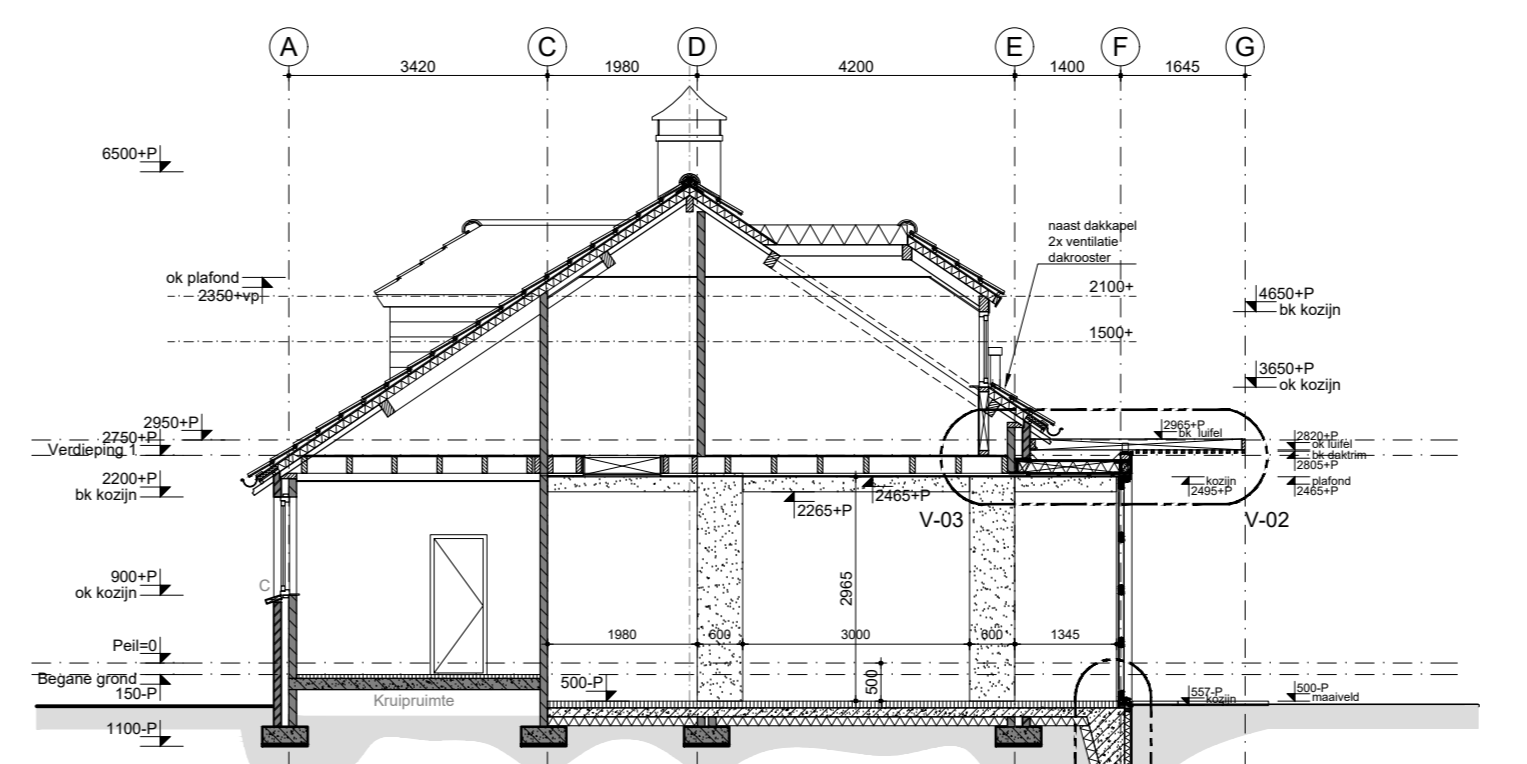 A C D E F G
3420 1980 4200 1400 1645
6500+P
naast dakkapel
2x ventilatie
dakrooster
ok plafond
2350+vp
2100+
4650+P
bk kozijn
1500+
3650+P
ok kozijn
2950+P
2750+P
Verdieping 1
2965+P
bk luifel
2820+P
ok luifel
bk daktrim
2805+P
2200+P
bk kozijn
kozijn
2495+P
plafond
2465+P
2465+P
2265+P
V-03
V-02
900+P
ok kozijn
C
2965
Peil=0
1980 600 3000 600 1345
Begane grond
150-P
500-P
500
Kruipruimte
557-P
kozijn
500-P
maaiveld
1100-P